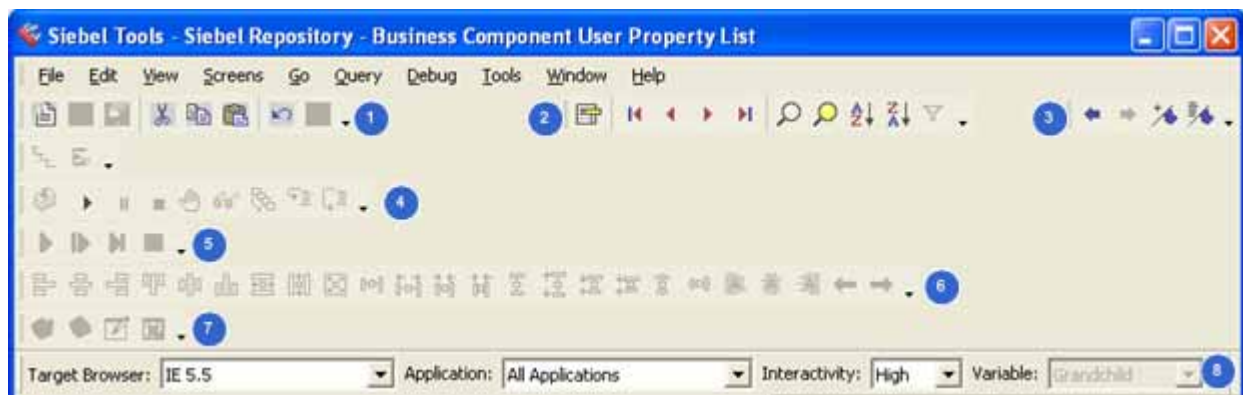 Siebel Tools - Siebel Repository - Business Component User Property List
File Edit View Screens Go Query Debug Tools Window Help
1 2 3
4
5
6
7
Target Browser: IE 5.5 Application: All Applications Interactivity: High Variable: Grandchild 8